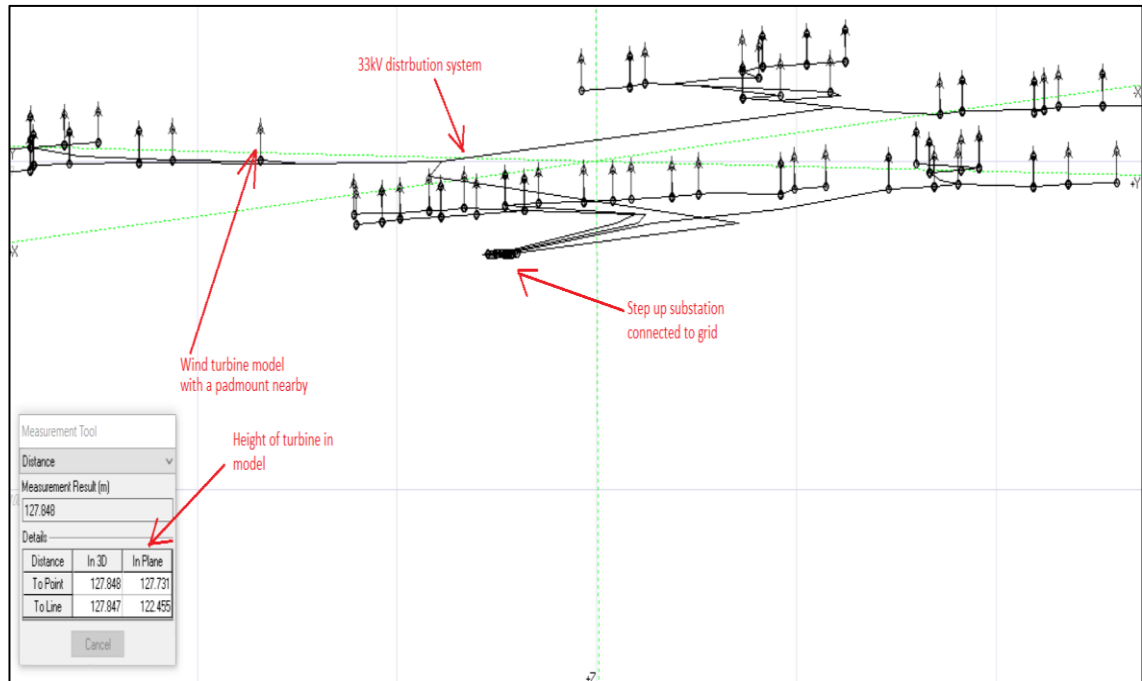 33kV distrbution system
X
Y
+Y
-X
Step up substation
connected to grid
Wind turbine model
with a padmount nearby
Height of turbine in
model
Measurement Tool
Distance
Measurement Result (m)
127.848
Details
Distance In 3D In Plane
To Point 127.848 127.731
To Line 127.847 122.455
Cancel
+Z